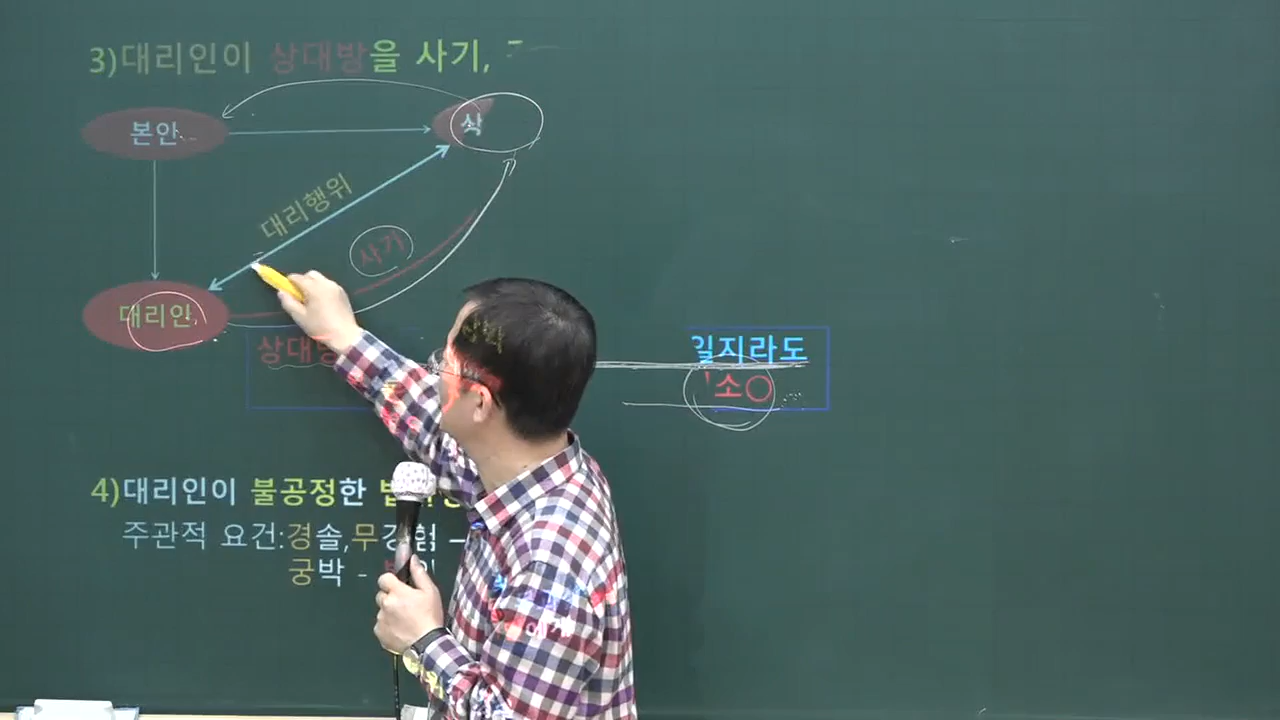 3)대리인이 상대방을 사기,
본인
상
대리행위
사기
대리인
상대방
일지라도
소○
4)대리인이 불공정한
주관적 요건:경솔,무경험 –
궁박 -
에게